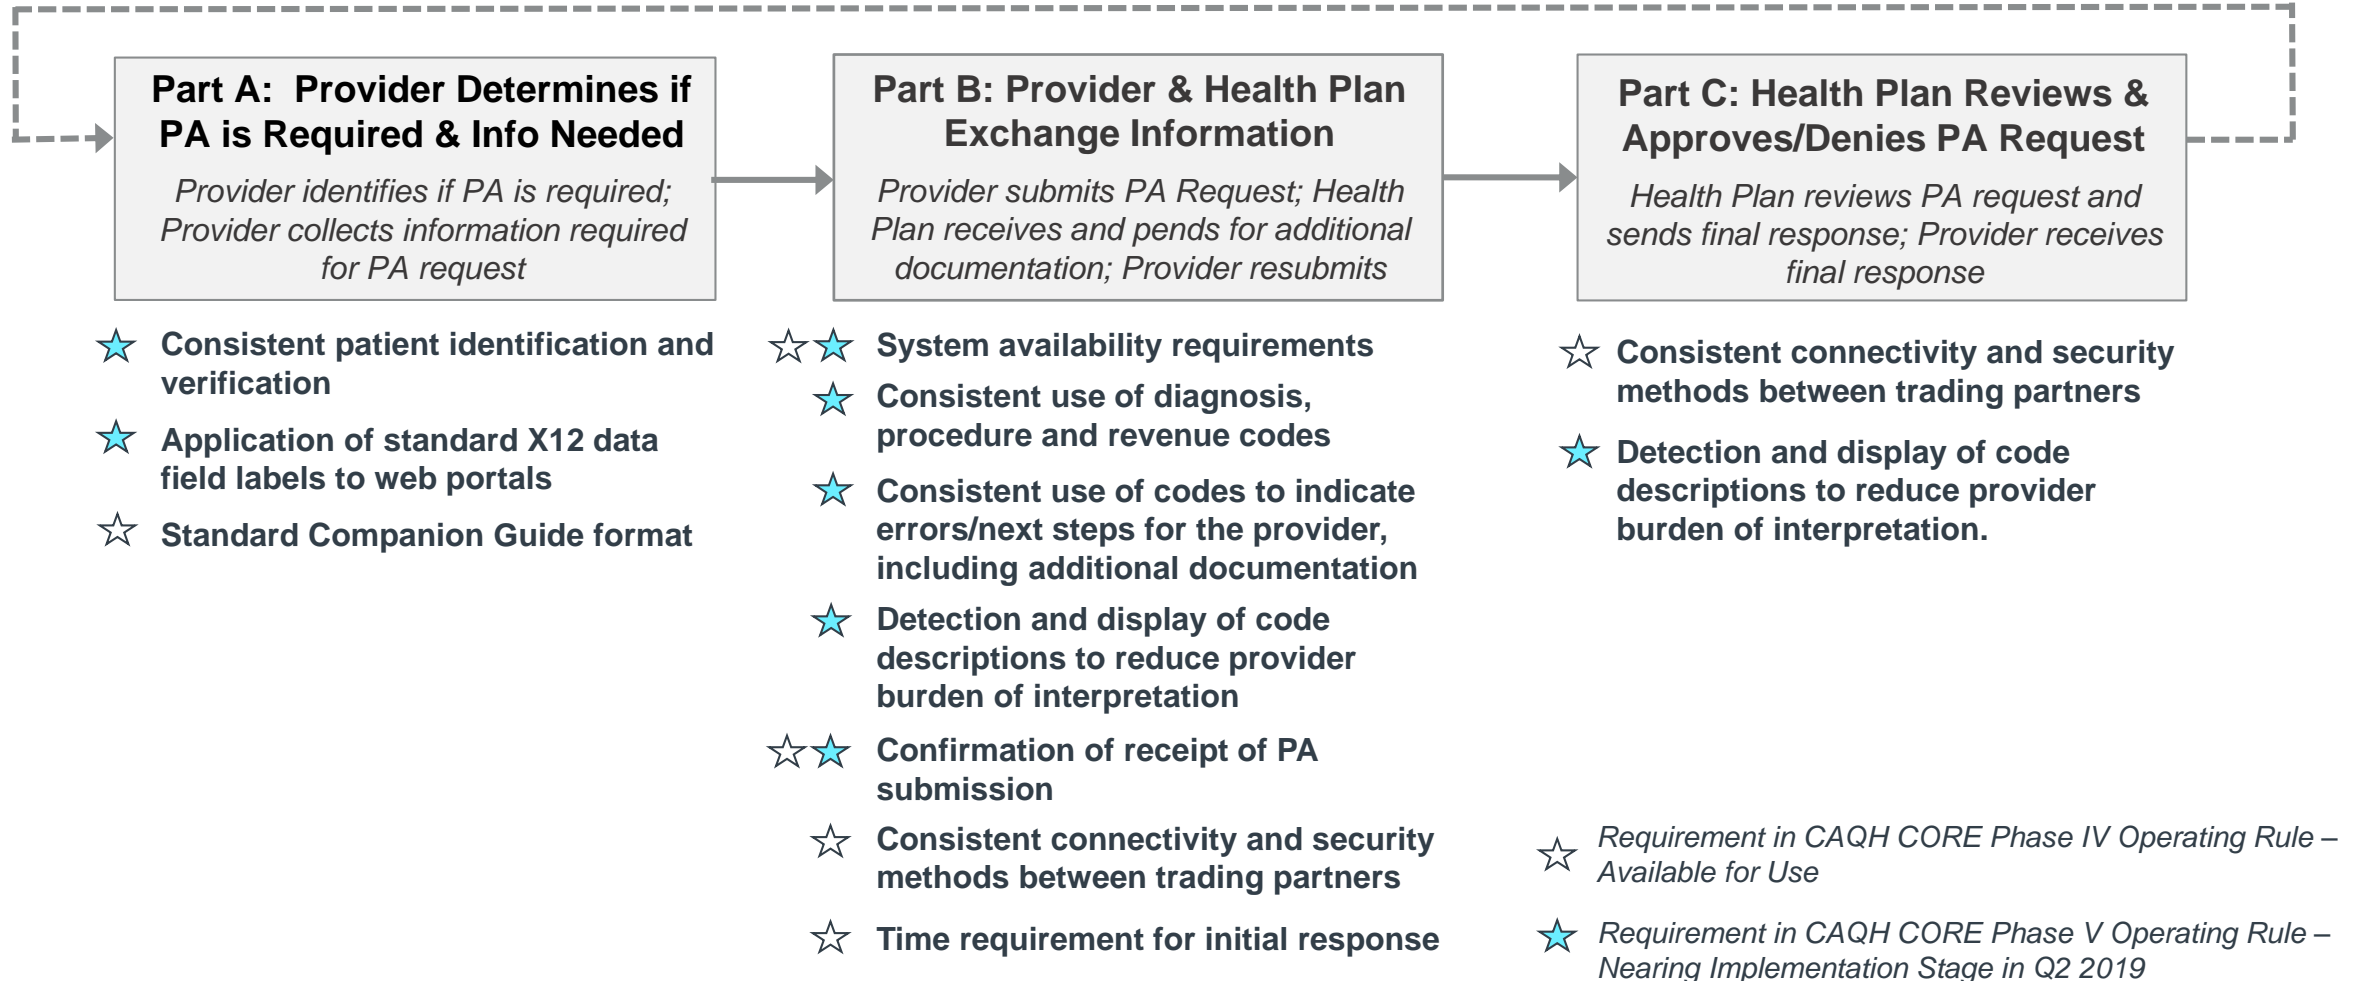 Part A:  Provider Determines if
PA is Required & Info Needed
Provider identifies if PA is required;
Provider collects information required
for PA request
Consistent patient identification and
verification
Application of standard X12 data
field labels to web portals
Standard Companion Guide format
Part B: Provider & Health Plan
Exchange Information
Provider submits PA Request; Health
Plan receives and pends for additional
documentation; Provider resubmits
System availability requirements
Consistent use of diagnosis,
procedure and revenue codes
Consistent use of codes to indicate
errors/next steps for the provider,
including additional documentation
Detection and display of code
descriptions to reduce provider
burden of interpretation
Confirmation of receipt of PA
submission
Consistent connectivity and security
methods between trading partners
Time requirement for initial response
Part C: Health Plan Reviews &
Approves/Denies PA Request
Health Plan reviews PA request and
sends final response; Provider receives
final response
Consistent connectivity and security
methods between trading partners
Detection and display of code
descriptions to reduce provider
burden of interpretation.
Requirement in CAQH CORE Phase IV Operating Rule –
Available for Use
Requirement in CAQH CORE Phase V Operating Rule –
Nearing Implementation Stage in Q2 2019